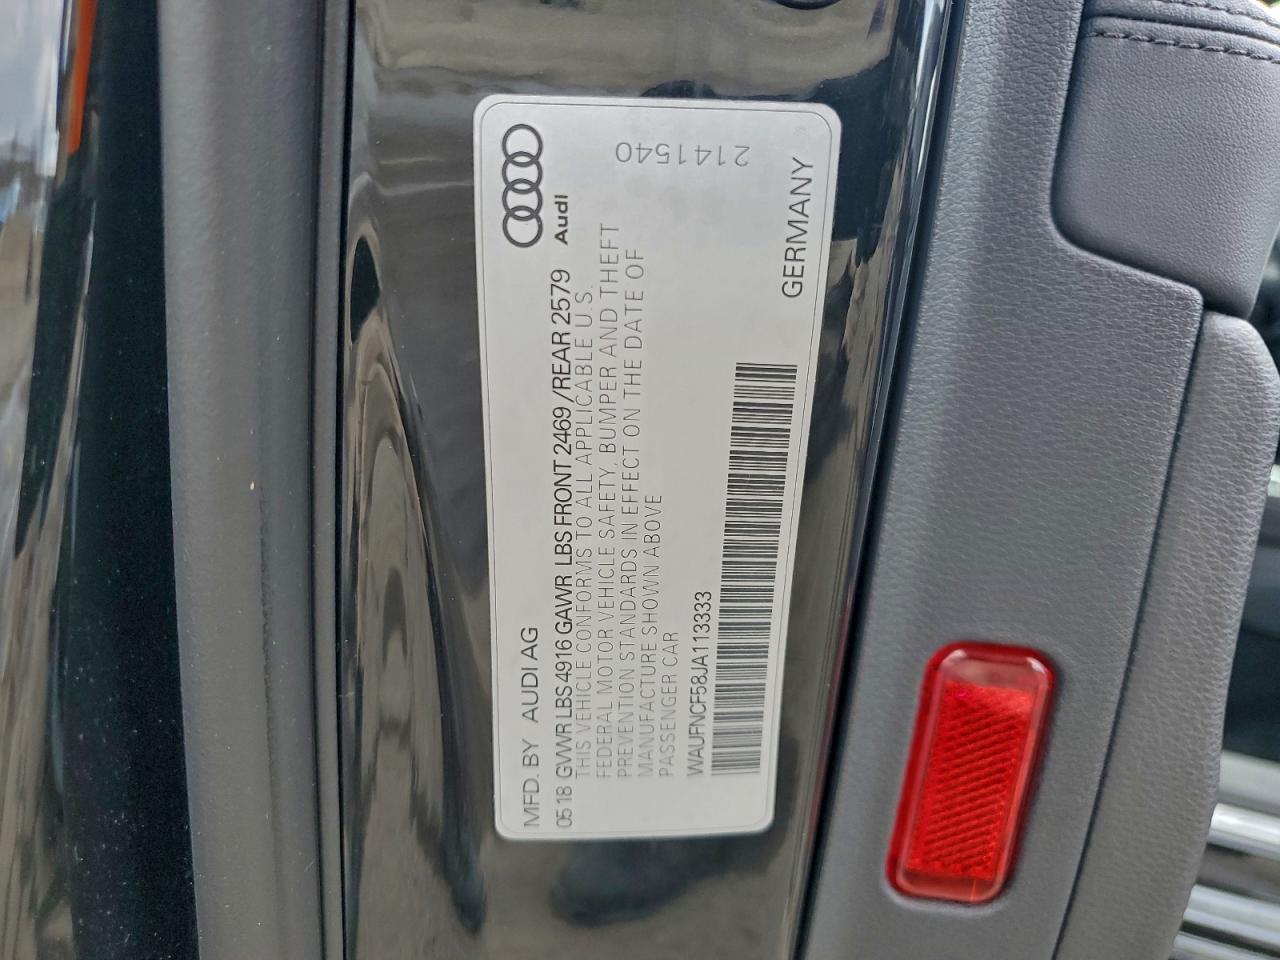 MFD. BY AUDI AG
0518 GVWR LBS 4916 GAWR LBS FRONT 2469 /REAR 2579
THIS VEHICLE CONFORMS TO ALL APPLICABLE U.S.
FEDERAL MOTOR VEHICLE SAFETY, BUMPER AND THEFT
PREVENTION STANDARDS IN EFFECT ON THE DATE OF
MANUFACTURE SHOWN ABOVE
PASSENGER CAR
WAUFNCF58JA113333
GERMANY
Audi
2141540